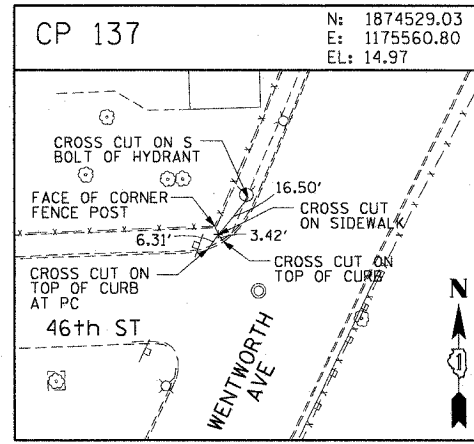 CP 137
N: 1874529.03
E: 1175560.80
EL: 14.97
CROSS CUT ON S
BOLT OF HYDRANT
16.50'
FACE OF CORNER
FENCE POST
CROSS CUT
ON SIDEWALK
6.31'
3.42'
CROSS CUT ON
TOP OF CURB
AT PC
CROSS CUT ON
TOP OF CURB
46th ST
WENTWORTH
AVE
N
1